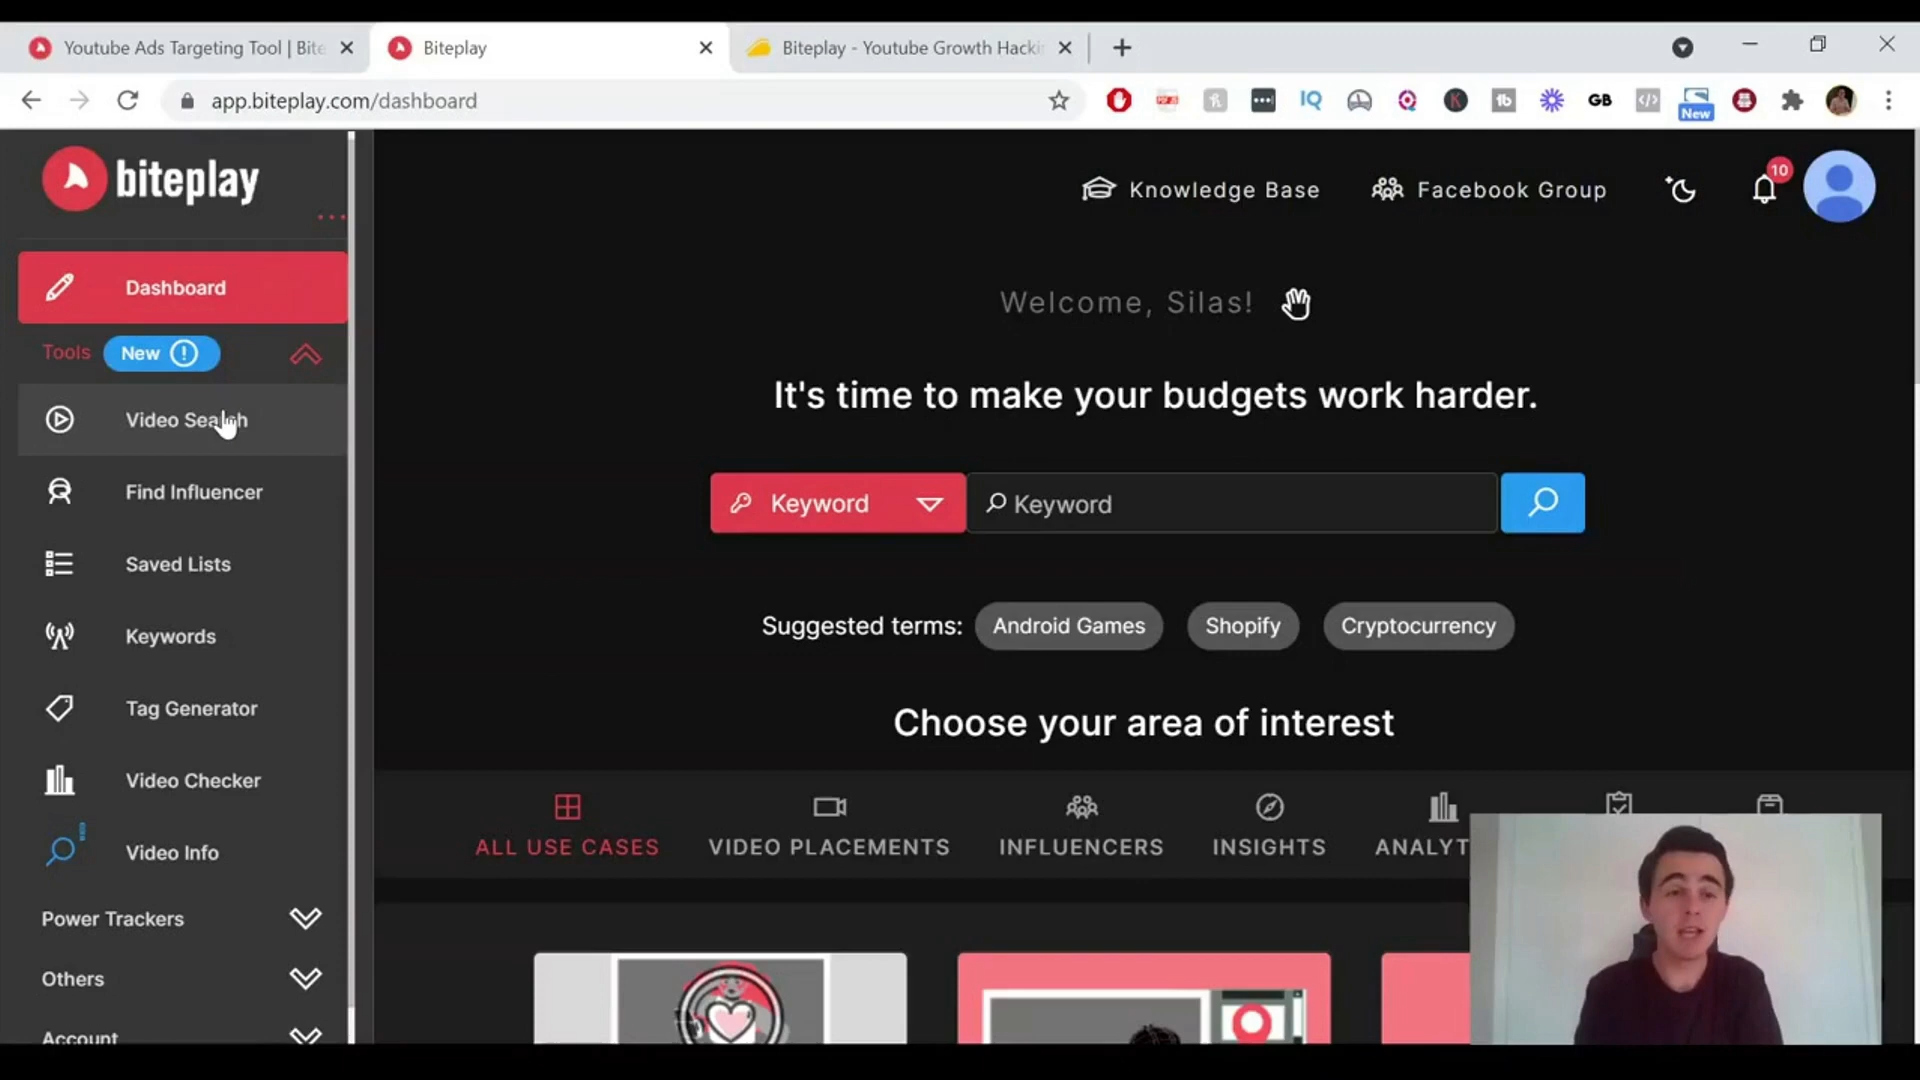 Youtube Ads Targeting Tool | Bite
Biteplay
Biteplay - Youtube Growth Hacki
app.biteplay.com/dashboard
IQ
K
tb
GB
New
biteplay
Knowledge Base
Facebook Group
10
Dashboard
Tools
New
Video Search
Find Influencer
Saved Lists
Keywords
Tag Generator
Video Checker
Video Info
Power Trackers
Others
Account
Welcome, Silas!
It's time to make your budgets work harder.
Keyword
Keyword
Suggested terms:
Android Games
Shopify
Cryptocurrency
Choose your area of interest
ALL USE CASES
VIDEO PLACEMENTS
INFLUENCERS
INSIGHTS
ANALYT